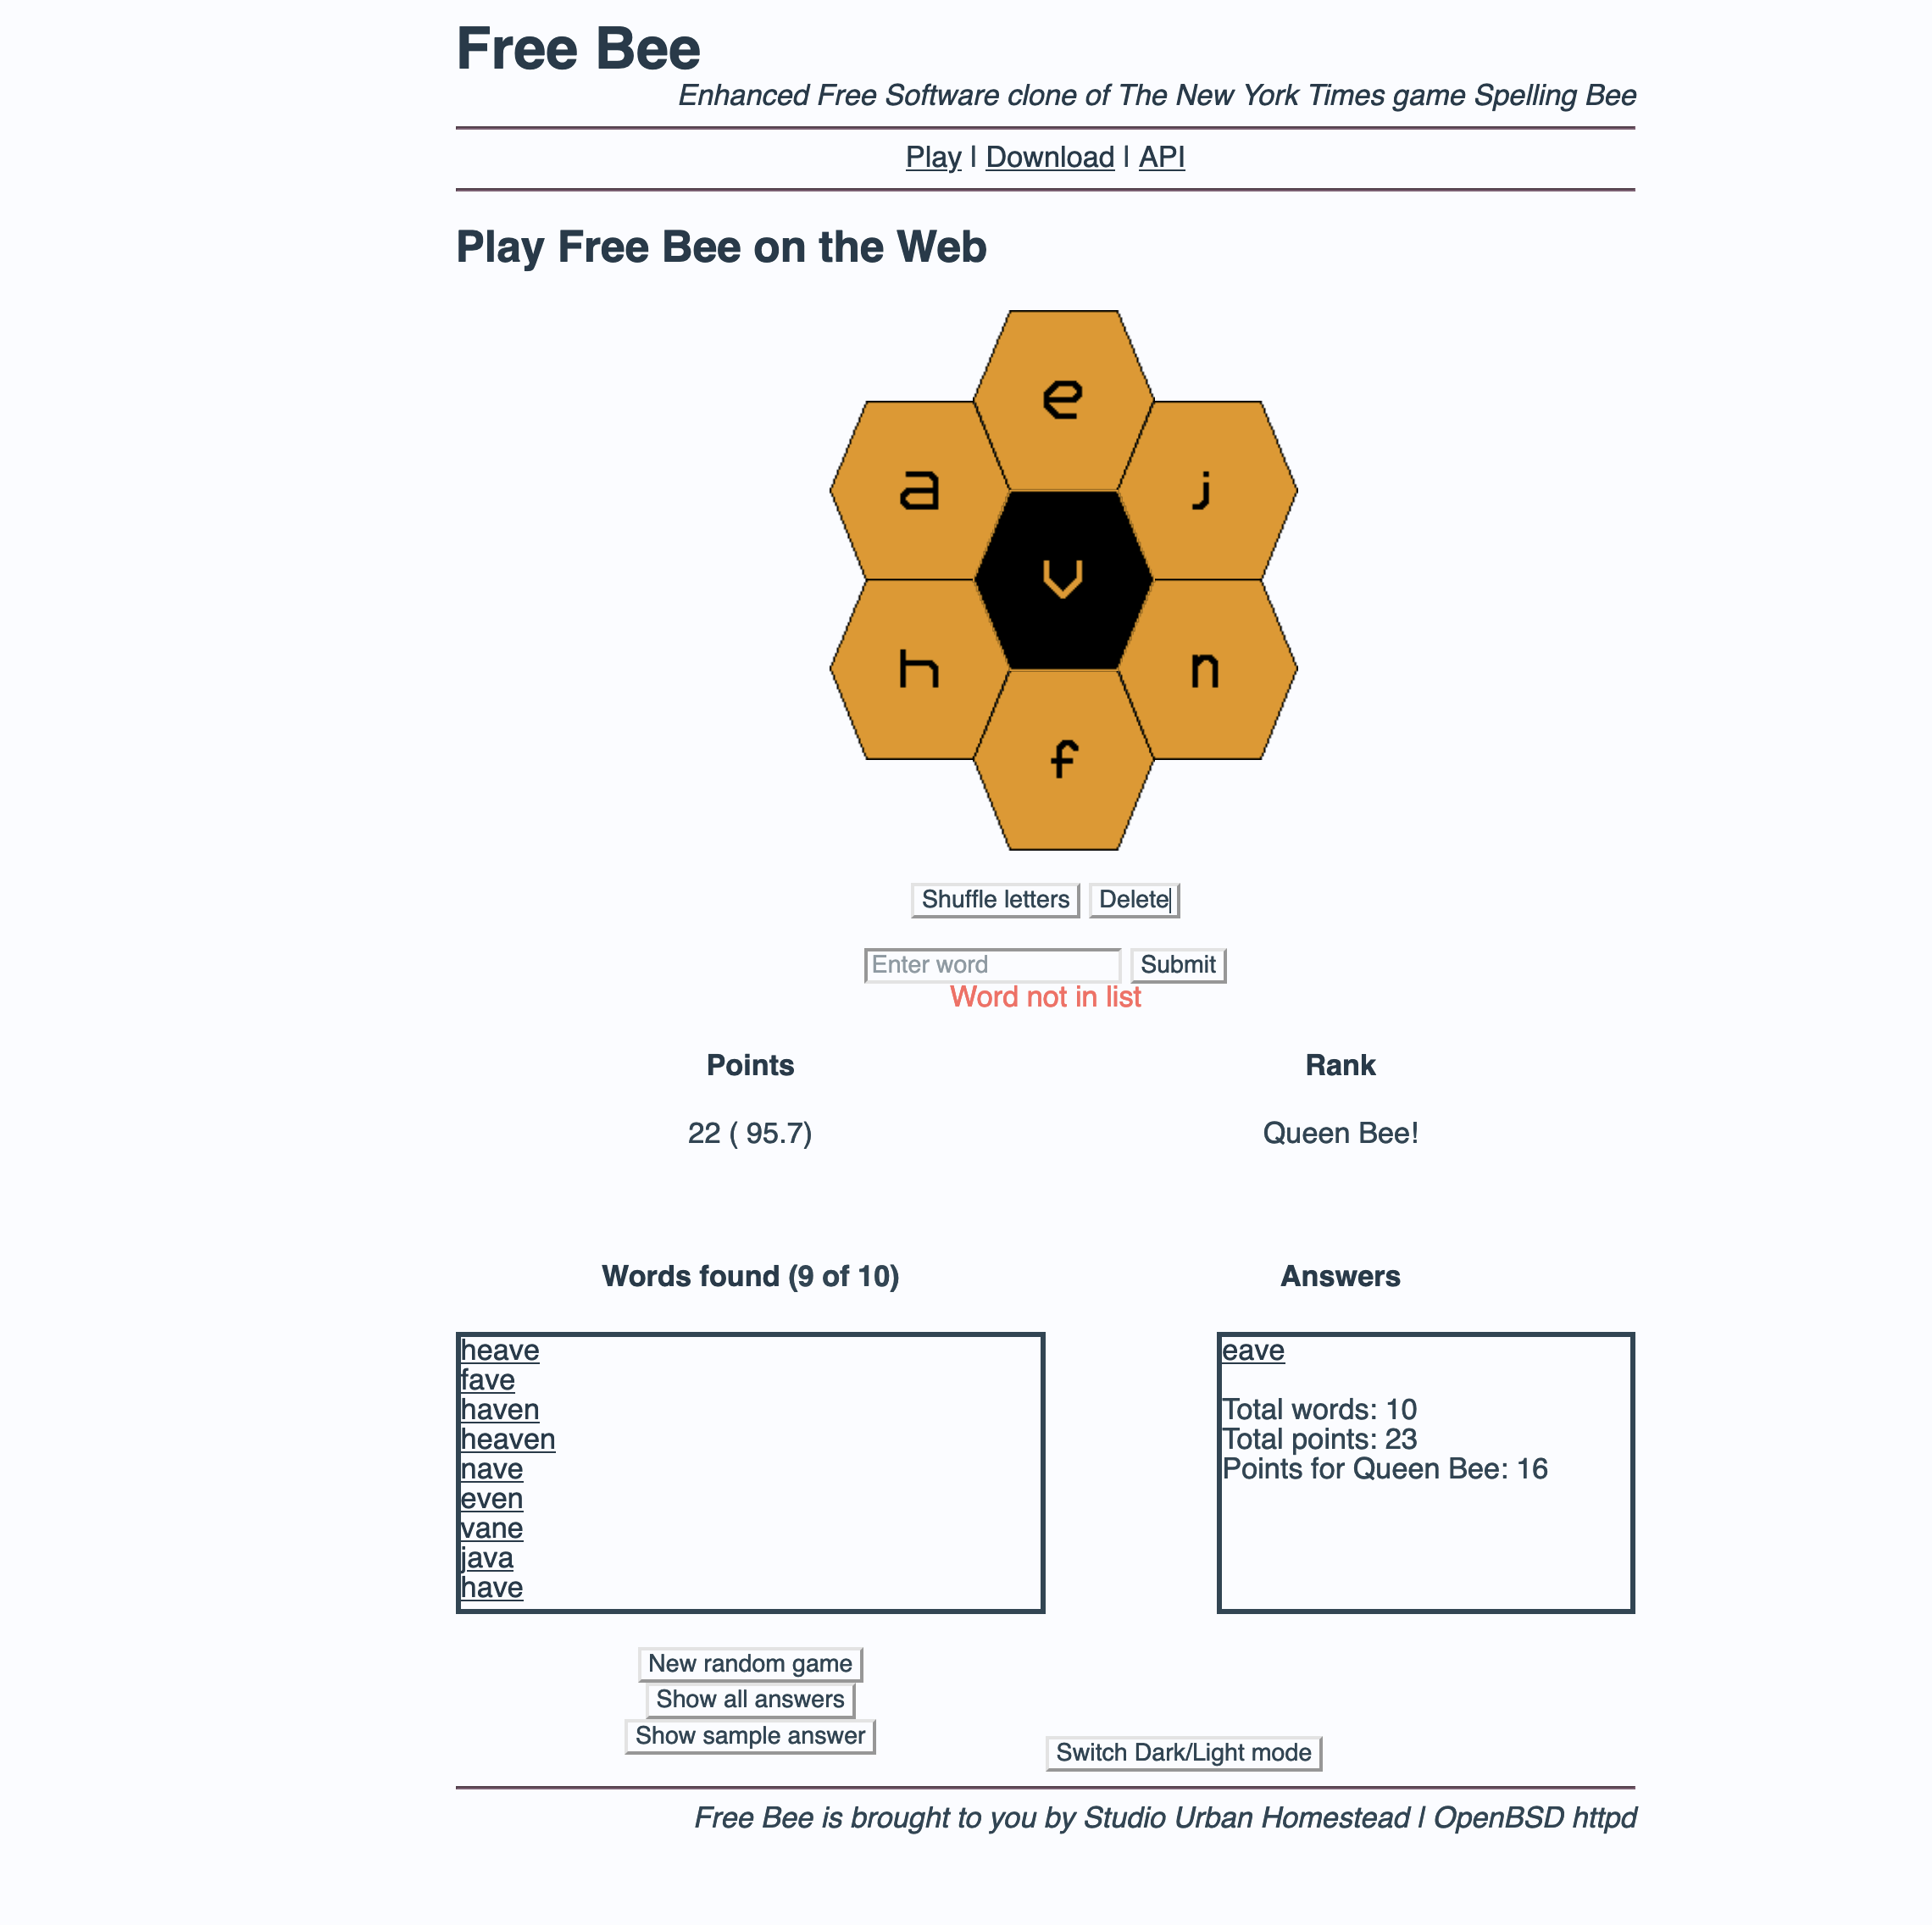 Free Bee
Enhanced Free Software clone of The New York Times game Spelling Bee
Play | Download | API
Play Free Bee on the Web
e
a
j
v
h
n
f
Shuffle letters Delete
Enter word Submit
Word not in list
Points Rank
22 ( 95.7) Queen Bee!
Words found (9 of 10) Answers
heave
fave
haven
heaven
nave
even
vane
java
have
eave
Total words: 10
Total points: 23
Points for Queen Bee: 16
New random game
Show all answers
Show sample answer
Switch Dark/Light mode
Free Bee is brought to you by Studio Urban Homestead | OpenBSD httpd